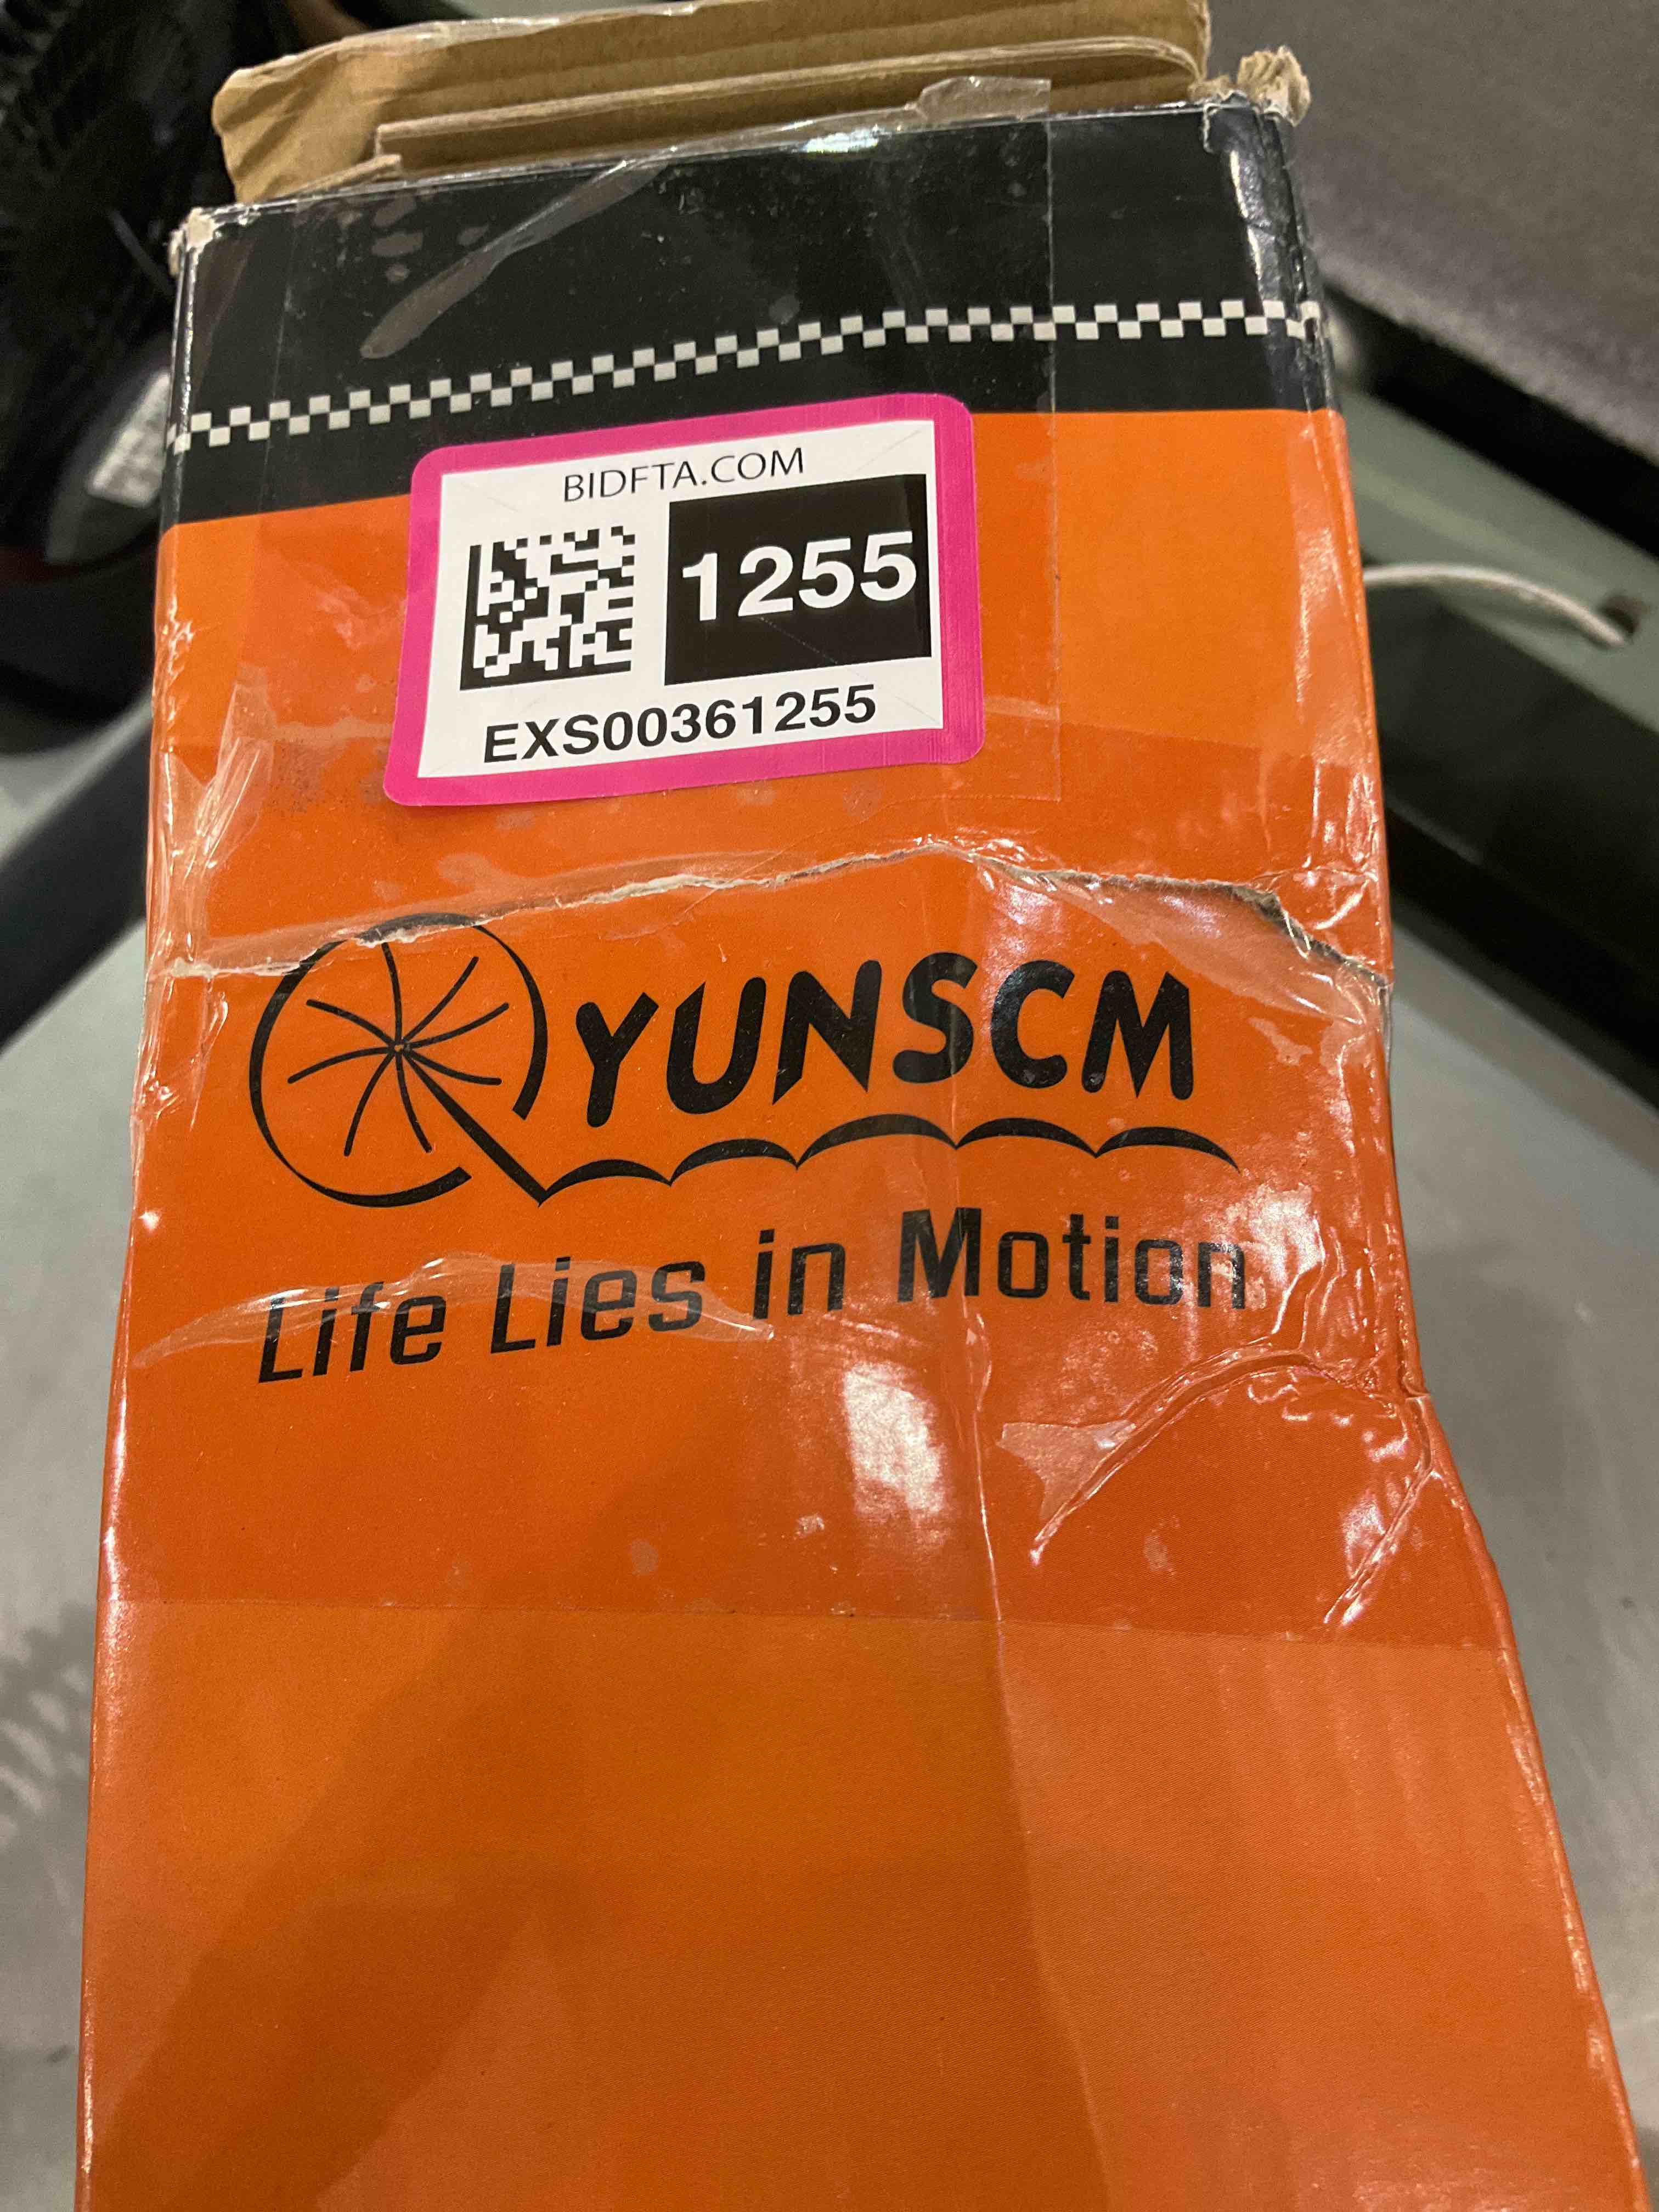 BIDFTA.COM
1255
EXS00361255
YUNSCM
Life Lies in Motion